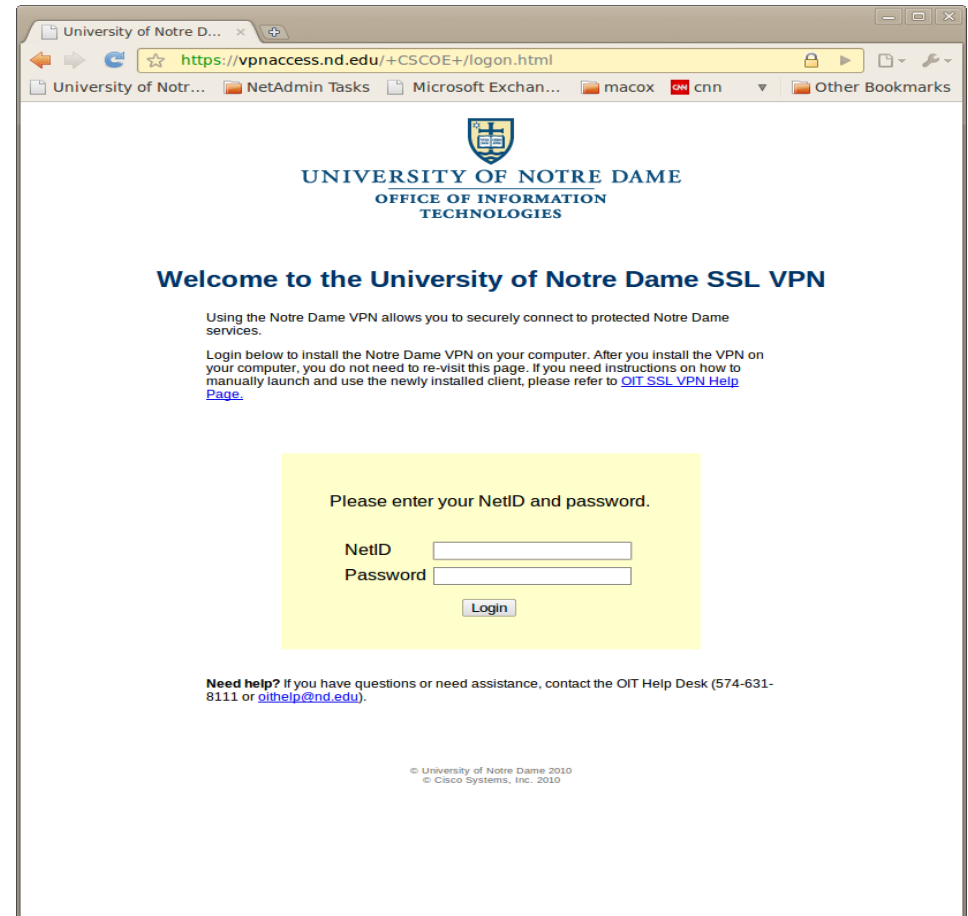 University of Notre D...
https://vpnaccess.nd.edu/+CSCOE+/logon.html
University of Notr... NetAdmin Tasks Microsoft Exchan... macox CNN cnn Other Bookmarks
UNIVERSITY OF NOTRE DAME
OFFICE OF INFORMATION
TECHNOLOGIES
Welcome to the University of Notre Dame SSL VPN
Using the Notre Dame VPN allows you to securely connect to protected Notre Dame
services.
Login below to install the Notre Dame VPN on your computer. After you install the VPN on
your computer, you do not need to re-visit this page. If you need instructions on how to
manually launch and use the newly installed client, please refer to OIT SSL VPN Help
Page.
Please enter your NetID and password.
NetID
Password
Login
Need help? If you have questions or need assistance, contact the OIT Help Desk (574-631-
8111 or oithelp@nd.edu).
© University of Notre Dame 2010
© Cisco Systems, Inc. 2010